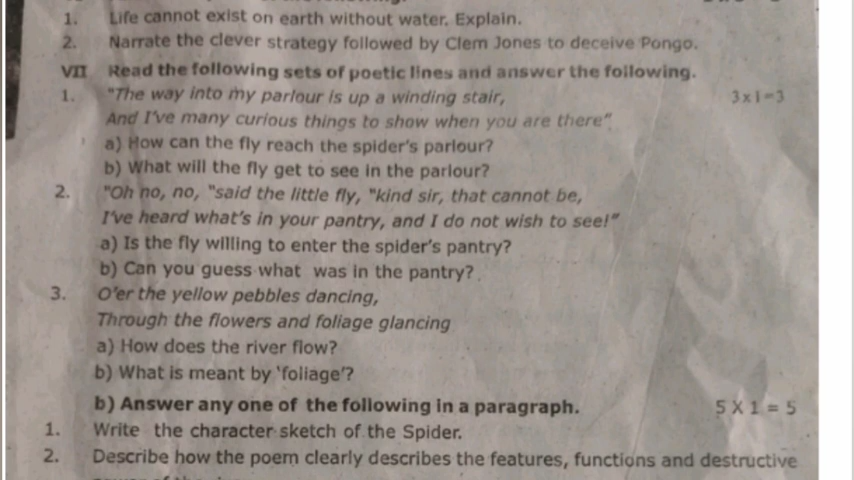 1. Life cannot exist on earth without water. Explain.
2. Narrate the clever strategy followed by Clem Jones to deceive Pongo.
VII Read the following sets of poetic lines and answer the following.
1. "The way into my parlour is up a winding stair, 3x1=3
And I've many curious things to show when you are there"
a) How can the fly reach the spider's parlour?
b) What will the fly get to see in the parlour?
2. "Oh no, no, "said the little fly, "kind sir, that cannot be,
I've heard what's in your pantry, and I do not wish to see!"
a) Is the fly willing to enter the spider's pantry?
b) Can you guess what was in the pantry?
3. O'er the yellow pebbles dancing,
Through the flowers and foliage glancing
a) How does the river flow?
b) What is meant by 'foliage'?
b) Answer any one of the following in a paragraph. 5 X 1 = 5
1. Write the character sketch of the Spider.
2. Describe how the poem clearly describes the features, functions and destructive